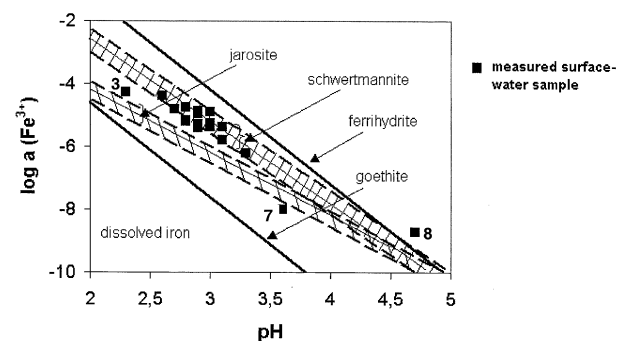 -2
-4
-6
-8
-10
log a (Fe3+)
2
2,5
3
3,5
4
4,5
5
pH
jarosite
schwertmannite
ferrihydrite
goethite
dissolved iron
3
7
8
measured surface-
water sample